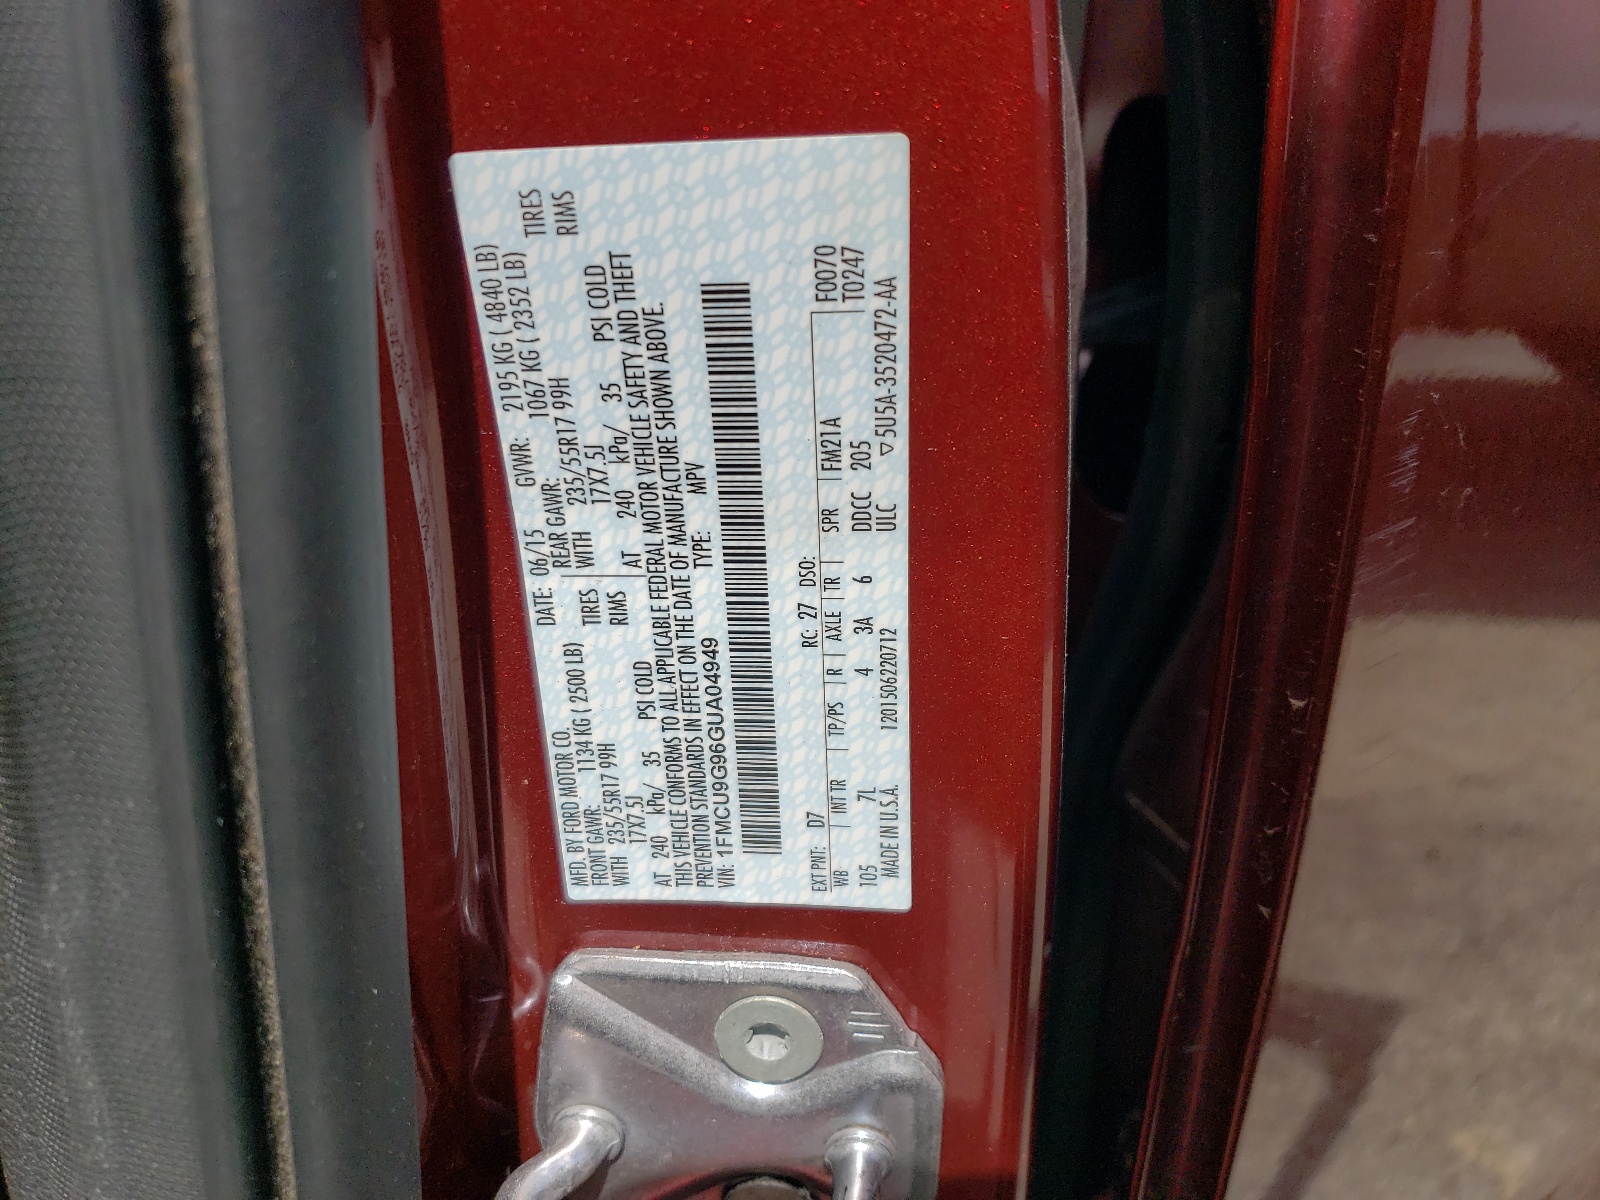 MFD. BY FORD MOTOR CO. DATE: 06/15 GVWR: 2195 KG ( 4840 LB)
FRONT GAWR: 1134 KG ( 2500 LB) REAR GAWR: 1067 KG ( 2352 LB)
WITH 235/55R17 99H TIRES WITH 235/55R17 99H TIRES
17X7.5J RIMS 17X7.5J RIMS
AT 240 kPa/ 35 PSI COLD AT 240 kPa/ 35 PSI COLD
THIS VEHICLE CONFORMS TO ALL APPLICABLE FEDERAL MOTOR VEHICLE SAFETY AND THEFT
PREVENTION STANDARDS IN EFFECT ON THE DATE OF MANUFACTURE SHOWN ABOVE.
VIN: 1FMCU9G96GUA04949 TYPE: MPV
EXT PNT: D7 RC: 27 DSO: F0070
WB INT TR TP/PS R AXLE TR SPR FM21A T0247
105 7L 4 3A 6 DDCC 205
MADE IN U.S.A. 120150622071​2 ULC ▽5U5A-3520472-AA